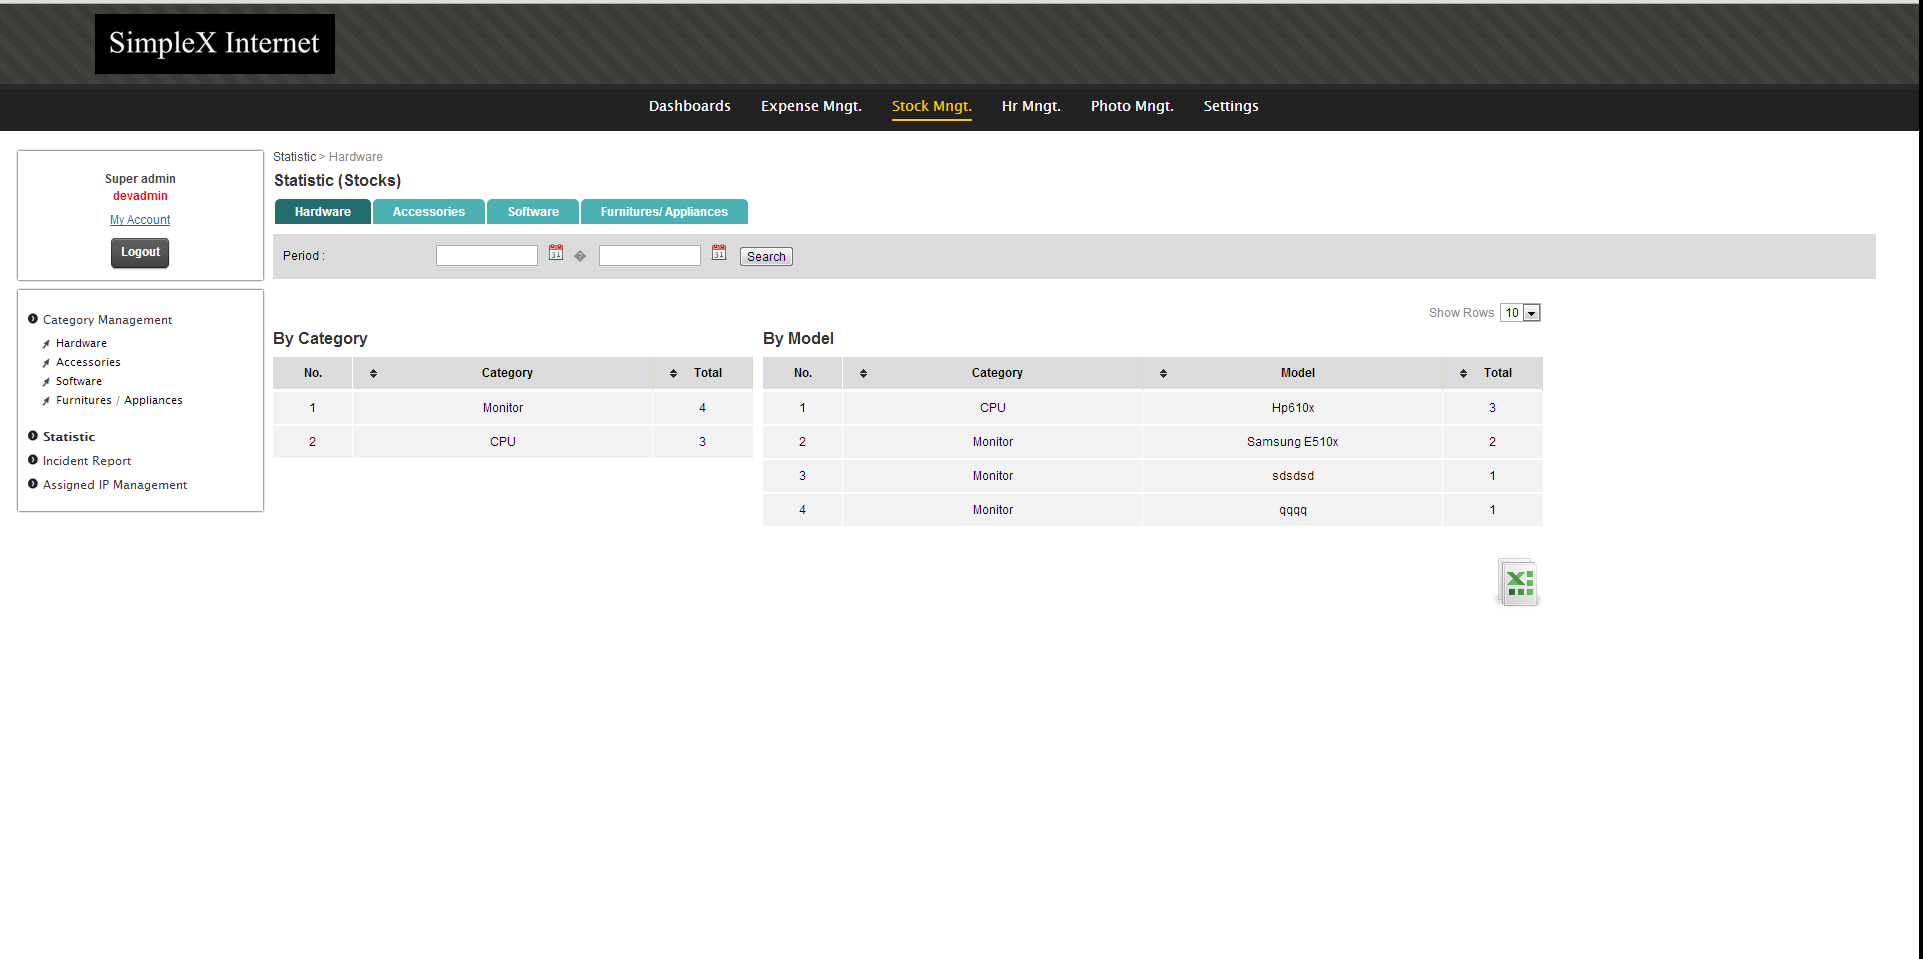 SimpleX Internet
Dashboards Expense Mngt. Stock Mngt. Hr Mngt. Photo Mngt. Settings
Super admin
devadmin
My Account
Logout
Category Management
Hardware
Accessories
Software
Furnitures / Appliances
Statistic
Incident Report
Assigned IP Management
Statistic > Hardware
Statistic (Stocks)
Hardware Accessories Software Furnitures/ Appliances
Period : 31 � 31 Search
Show Rows 10
By Category
No. Category Total
1 Monitor 4
2 CPU 3
By Model
No. Category Model Total
1 CPU Hp610x 3
2 Monitor Samsung E510x 2
3 Monitor sdsdsd 1
4 Monitor qqqq 1